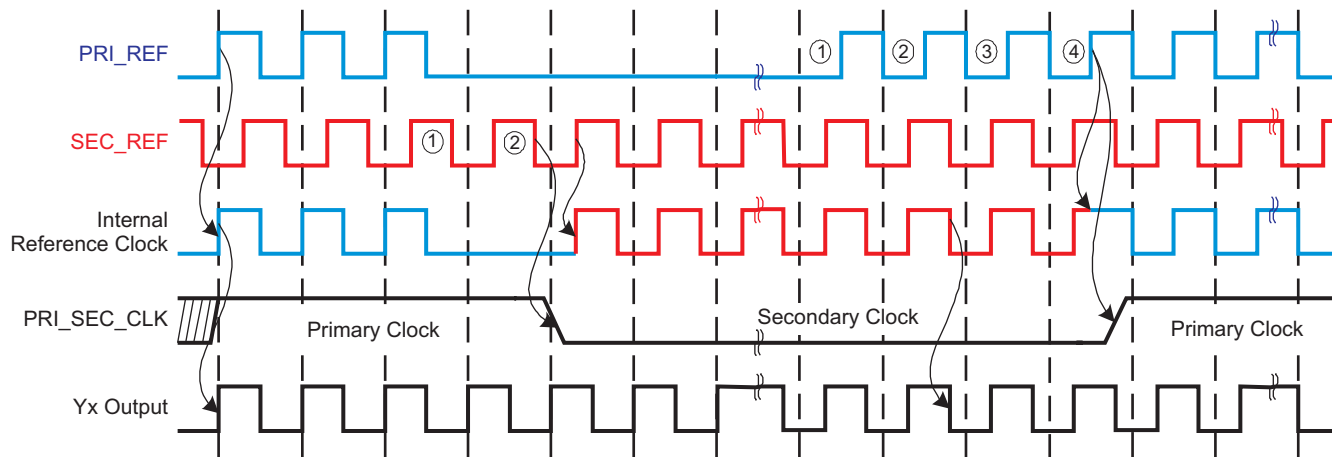 PRI_REF
① ② ③ ④
SEC_REF
① ②
Internal
Reference Clock
PRI_SEC_CLK
Primary Clock
Secondary Clock
Primary Clock
Yx Output